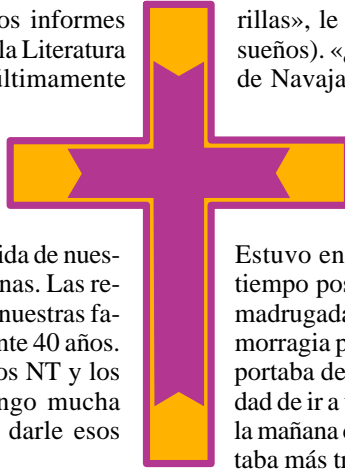 os informes
la Literatura
últimamente
ida de nues-
nas. Las re-
nuestras fa-
nte 40 años.
os NT y los
ngo mucha
darle esos
rillas», le
sueños). «¿
de Navaja
Estuvo en
tiempo pos
madrugada
morragia p
portaba de
dad de ir a
la mañana
taba más tr